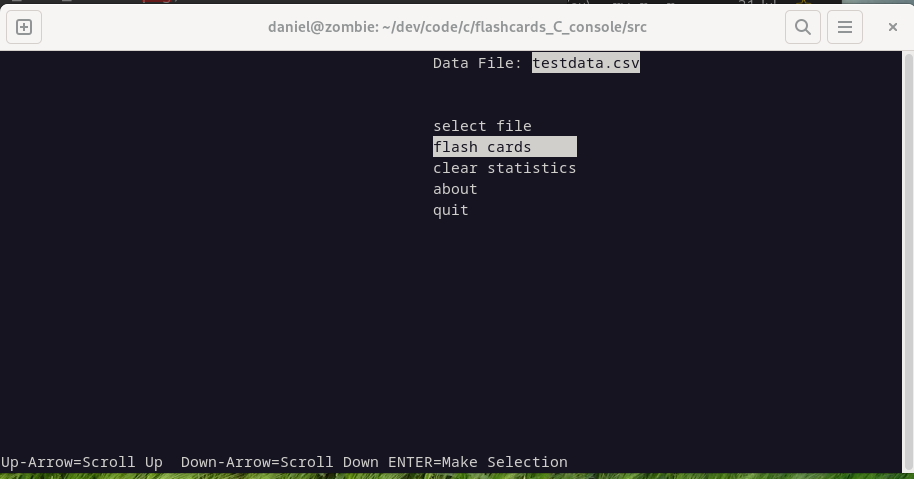 daniel@zombie: ~/dev/code/c/flashcards_C_console/src
Data File: testdata.csv
select file
flash cards
clear statistics
about
quit
Up-Arrow=Scroll Up  Down-Arrow=Scroll Down ENTER=Make Selection